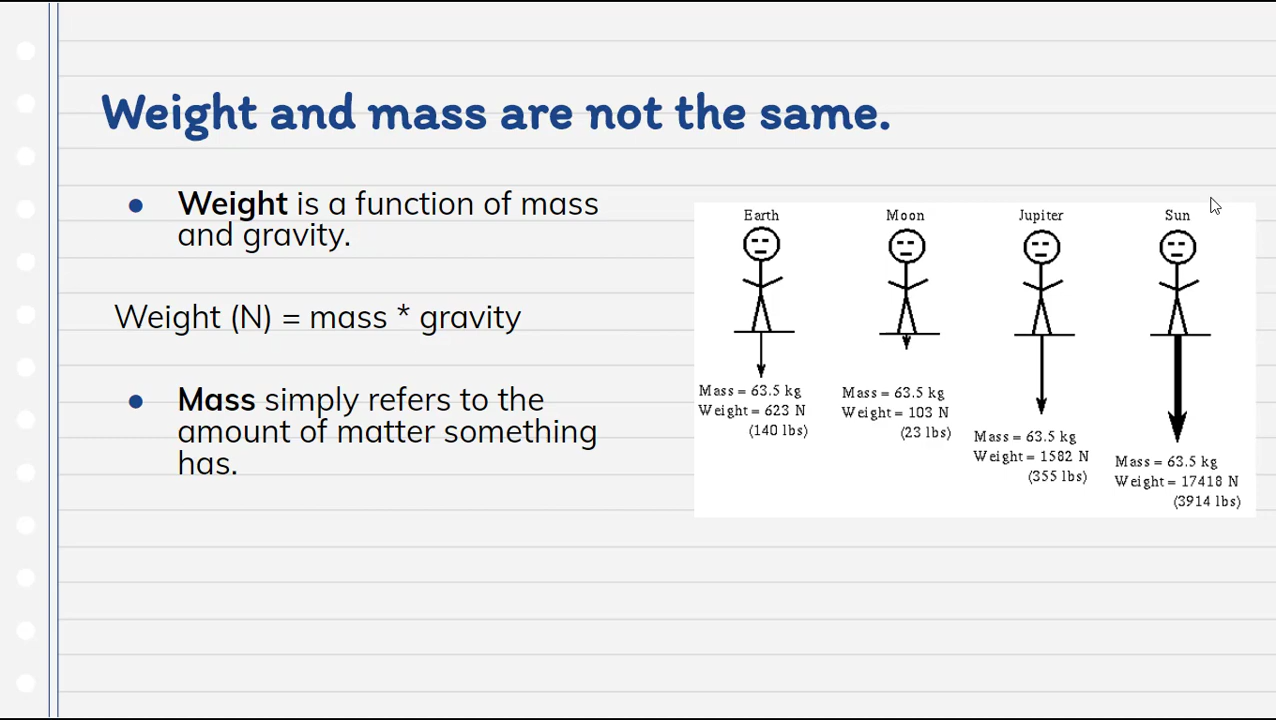 Weight and mass are not the same.
● Weight is a function of mass
and gravity.
Weight (N) = mass * gravity
● Mass simply refers to the
amount of matter something
has.
Earth
Mass = 63.5 kg
Weight = 623 N
(140 lbs)
Moon
Mass = 63.5 kg
Weight = 103 N
(23 lbs)
Jupiter
Mass = 63.5 kg
Weight = 1582 N
(355 lbs)
Sun
Mass = 63.5 kg
Weight = 17418 N
(3914 lbs)